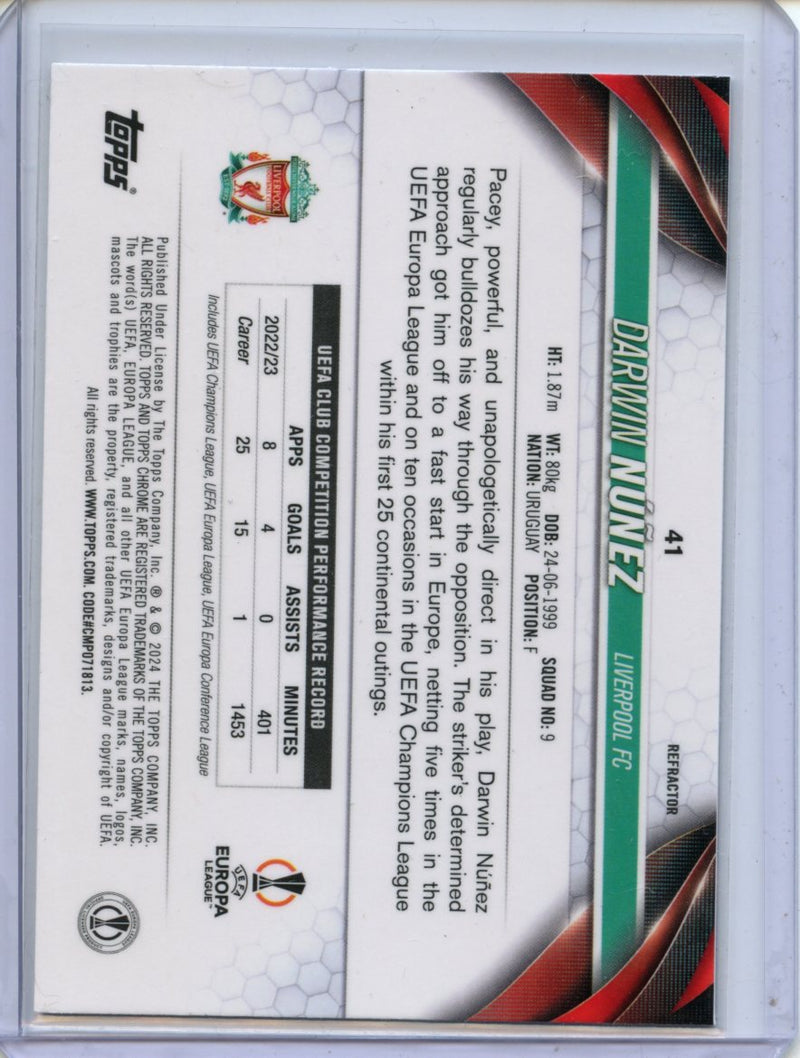 41
REFRACTOR
DARWIN NÚÑEZ LIVERPOOL FC
HT: 1.87m WT: 80kg DOB: 24-06-1999 SQUAD NO: 9
NATION: URUGUAY POSITION: F
Pacey, powerful, and unapologetically direct in his play, Darwin Núñez
regularly bulldozes his way through the opposition. The striker's determined
approach got him off to a fast start in Europe, netting five times in the
UEFA Europa League and on ten occasions in the UEFA Champions League
within his first 25 continental outings.
LIVERPOOL
FOOTBALL CLUB
UEFA CLUB COMPETITION PERFORMANCE RECORD
APPS GOALS ASSISTS MINUTES
2022/23 8 4 0 401
Career 25 15 1 1453
Includes UEFA Champions League, UEFA Europa League, UEFA Europa Conference League
UEFA
EUROPA
LEAGUE™
topps®
Published Under License by The Topps Company, Inc. ® & © 2024 THE TOPPS COMPANY, INC.
ALL RIGHTS RESERVED. TOPPS AND TOPPS CHROME ARE REGISTERED TRADEMARKS OF THE TOPPS COMPANY, INC.
The word(s) UEFA, EUROPA LEAGUE, and all other UEFA Europa League marks, names, logos,
mascots and trophies are the property, registered trademarks, designs and/or copyright of UEFA.
All rights reserved. WWW.TOPPS.COM. CODE#CMP071813.